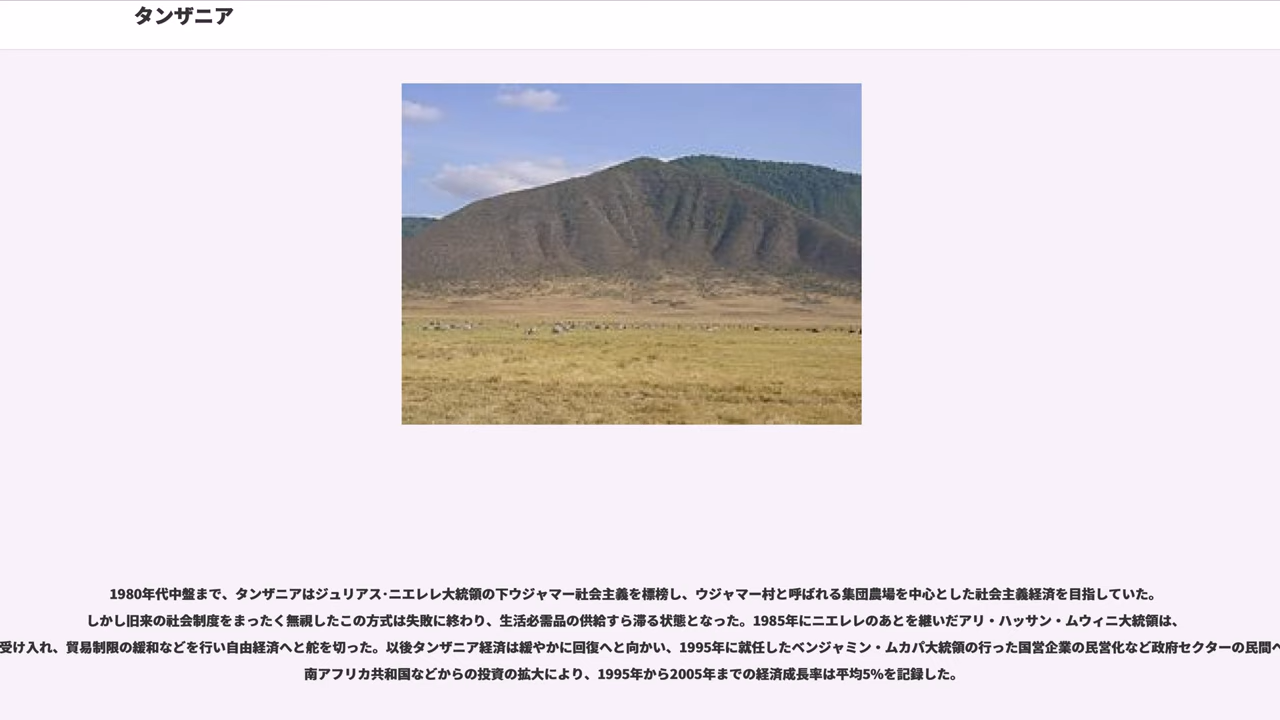 タンザニア
1980年代中盤まで、タンザニアはジュリアス·ニエレレ大統領の下ウジャマー社会主義を標榜し、ウジャマー村と呼ばれる集団農場を中心とした社会主義経済を目指していた。
しかし旧来の社会制度をまったく無視したこの方式は失敗に終わり、生活必需品の供給すら滞る状態となった。1985年にニエレレのあとを継いだアリ・ハッサン・ムウィニ大統領は、
受け入れ、貿易制限の緩和などを行い自由経済へと舵を切った。以後タンザニア経済は緩やかに回復へと向かい、1995年に就任したベンジャミン・ムカパ大統領の行った国営企業の民営化など政府セクターの民間へ
南アフリカ共和国などからの投資の拡大により、1995年から2005年までの経済成長率は平均5%を記録した。